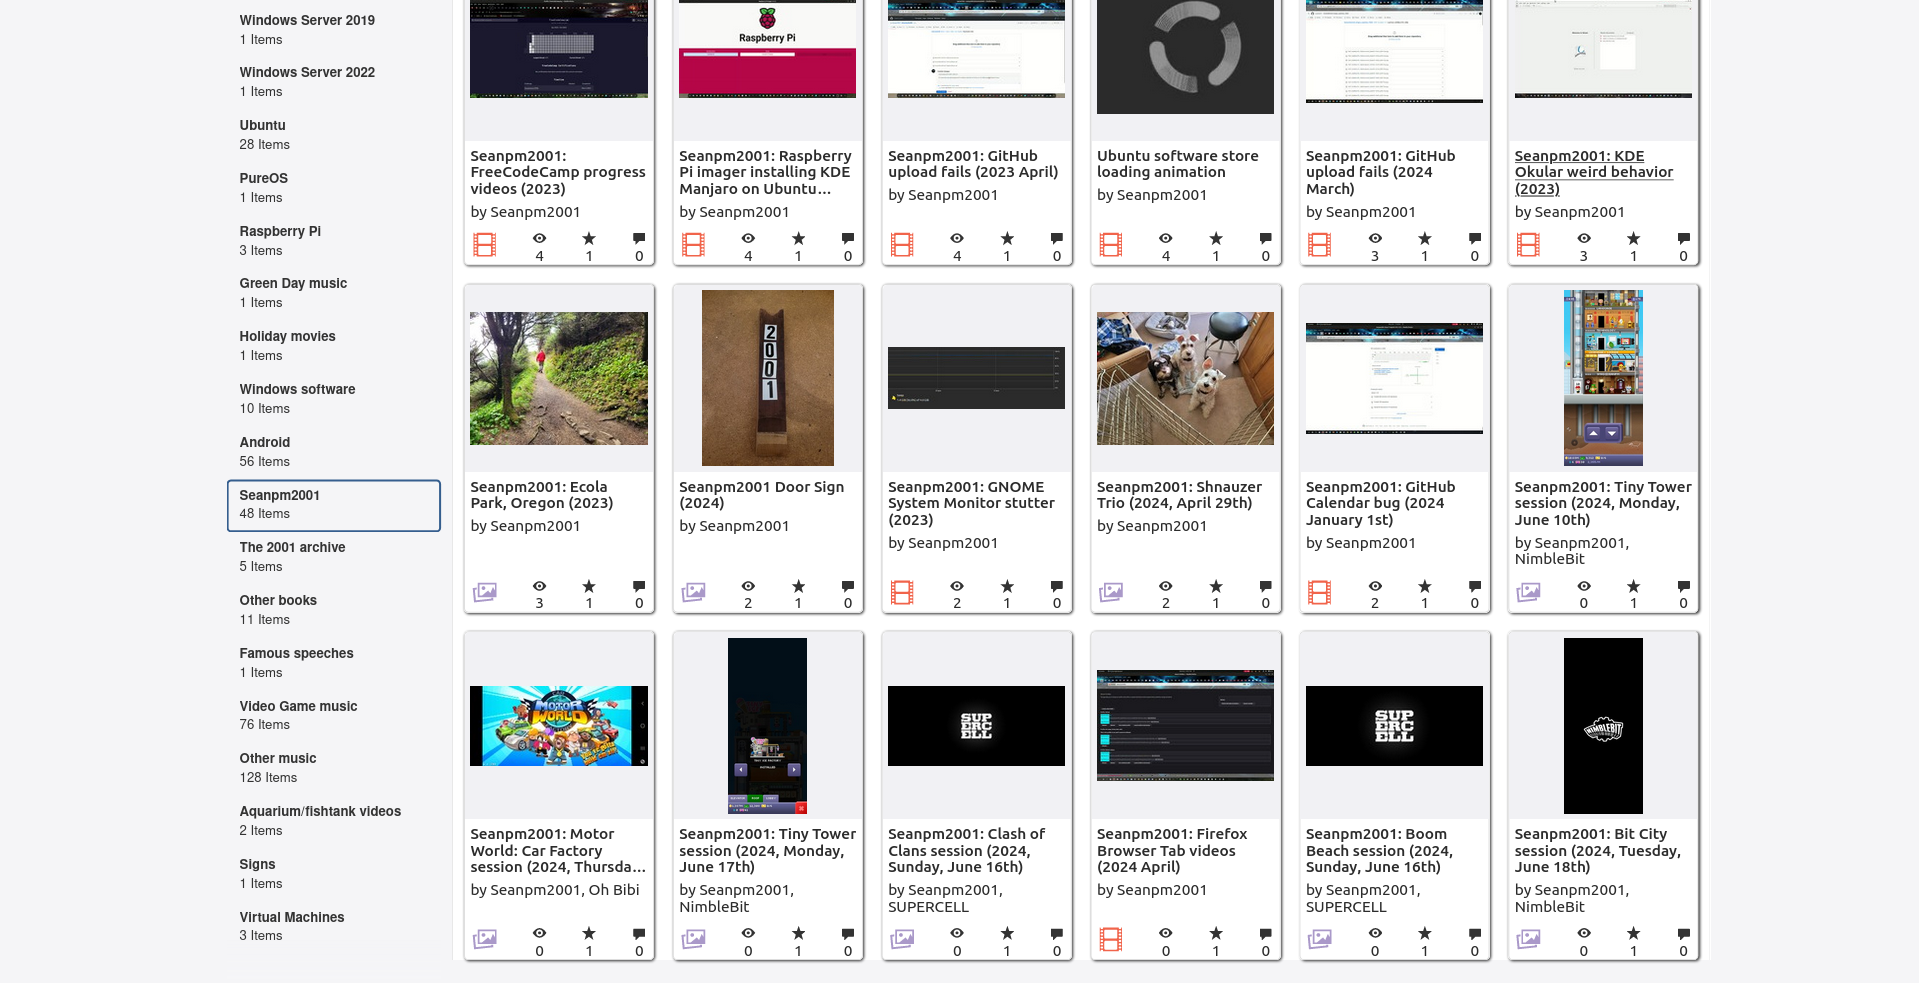 Windows Server 2019
1 Items
Windows Server 2022
1 Items
Ubuntu
28 Items
PureOS
1 Items
Raspberry Pi
3 Items
Green Day music
1 Items
Holiday movies
1 Items
Windows software
10 Items
Android
56 Items
Seanpm2001
48 Items
The 2001 archive
5 Items
Other books
11 Items
Famous speeches
1 Items
Video Game music
76 Items
Other music
128 Items
Aquarium/fishtank videos
2 Items
Signs
1 Items
Virtual Machines
3 Items
Raspberry Pi
Seanpm2001:
FreeCodeCamp progress
videos (2023)
by Seanpm2001
4 1 0
Seanpm2001: Raspberry
Pi imager installing KDE
Manjaro on Ubuntu...
by Seanpm2001
4 1 0
Seanpm2001: GitHub
upload fails (2023 April)
by Seanpm2001
4 1 0
Ubuntu software store
loading animation
by Seanpm2001
4 1 0
Seanpm2001: GitHub
upload fails (2024
March)
by Seanpm2001
3 1 0
Seanpm2001: KDE
Okular weird behavior
(2023)
by Seanpm2001
3 1 0
Seanpm2001: Ecola
Park, Oregon (2023)
by Seanpm2001
3 1 0
2001
Seanpm2001 Door Sign
(2024)
by Seanpm2001
2 1 0
Seanpm2001: GNOME
System Monitor stutter
(2023)
by Seanpm2001
2 1 0
Seanpm2001: Shnauzer
Trio (2024, April 29th)
by Seanpm2001
2 1 0
Seanpm2001: GitHub
Calendar bug (2024
January 1st)
by Seanpm2001
2 1 0
Seanpm2001: Tiny Tower
session (2024, Monday,
June 10th)
by Seanpm2001,
NimbleBit
0 1 0
MOTOR
WORLD
Seanpm2001: Motor
World: Car Factory
session (2024, Thursda...
by Seanpm2001, Oh Bibi
0 1 0
Seanpm2001: Tiny Tower
session (2024, Monday,
June 17th)
by Seanpm2001,
NimbleBit
0 1 0
SUP
ERC
ELL
Seanpm2001: Clash of
Clans session (2024,
Sunday, June 16th)
by Seanpm2001,
SUPERCELL
0 1 0
Seanpm2001: Firefox
Browser Tab videos
(2024 April)
by Seanpm2001
0 1 0
SUP
ERC
ELL
Seanpm2001: Boom
Beach session (2024,
Sunday, June 16th)
by Seanpm2001,
SUPERCELL
0 1 0
NIMBLEBIT
Seanpm2001: Bit City
session (2024, Tuesday,
June 18th)
by Seanpm2001,
NimbleBit
0 1 0